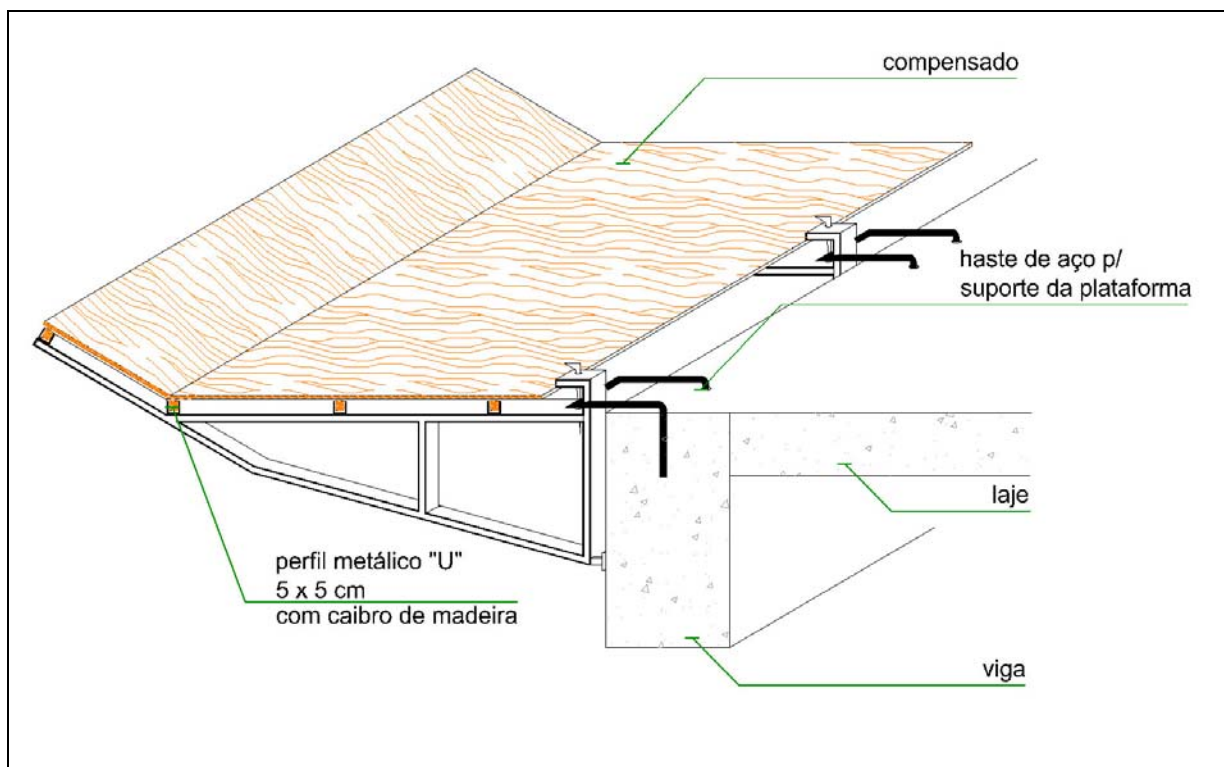 compensado
haste de aço p/
suporte da plataforma
laje
perfil metálico "U"
5 x 5 cm
com caibro de madeira
viga